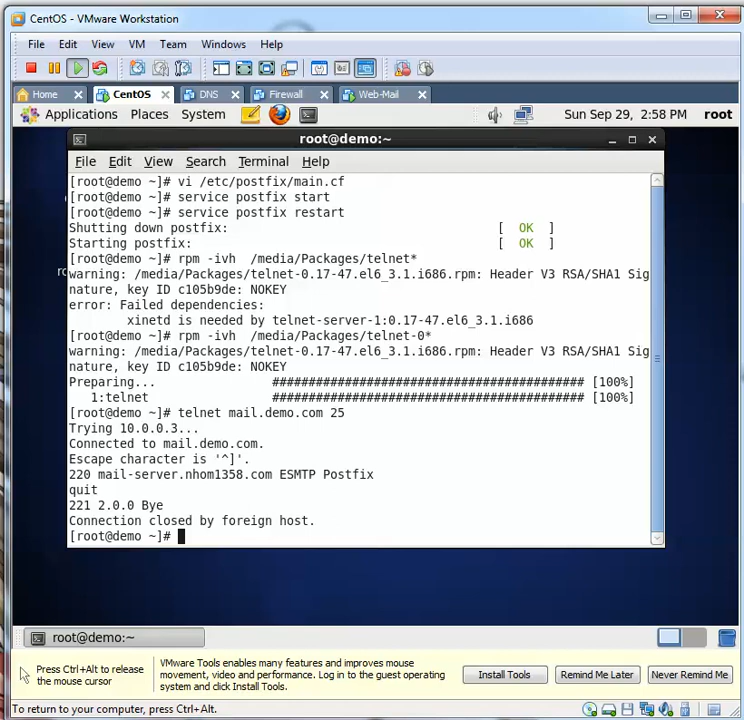 CentOS - VMware Workstation
File Edit View VM Team Windows Help
Home CentOS DNS Firewall Web-Mail
Applications Places System Sun Sep 29, 2:58 PM root
root@demo:~
File Edit View Search Terminal Help
[root@demo ~]# vi /etc/postfix/main.cf
[root@demo ~]# service postfix start
[root@demo ~]# service postfix restart
Shutting down postfix: [ OK ]
Starting postfix: [ OK ]
[root@demo ~]# rpm -ivh /media/Packages/telnet*
warning: /media/Packages/telnet-0.17-47.el6_3.1.i686.rpm: Header V3 RSA/SHA1 Sig
nature, key ID c105b9de: NOKEY
error: Failed dependencies:
xinetd is needed by telnet-server-1:0.17-47.el6_3.1.i686
[root@demo ~]# rpm -ivh /media/Packages/telnet-0*
warning: /media/Packages/telnet-0.17-47.el6_3.1.i686.rpm: Header V3 RSA/SHA1 Sig
nature, key ID c105b9de: NOKEY
Preparing... ########################################### [100%]
1:telnet ########################################### [100%]
[root@demo ~]# telnet mail.demo.com 25
Trying 10.0.0.3...
Connected to mail.demo.com.
Escape character is '^]'.
220 mail-server.nhom1358.com ESMTP Postfix
quit
221 2.0.0 Bye
Connection closed by foreign host.
[root@demo ~]#
root@demo:~
Press Ctrl+Alt to release
the mouse cursor
VMware Tools enables many features and improves mouse
movement, video and performance. Log in to the guest operating
system and click Install Tools.
Install Tools Remind Me Later Never Remind Me
To return to your computer, press Ctrl+Alt.